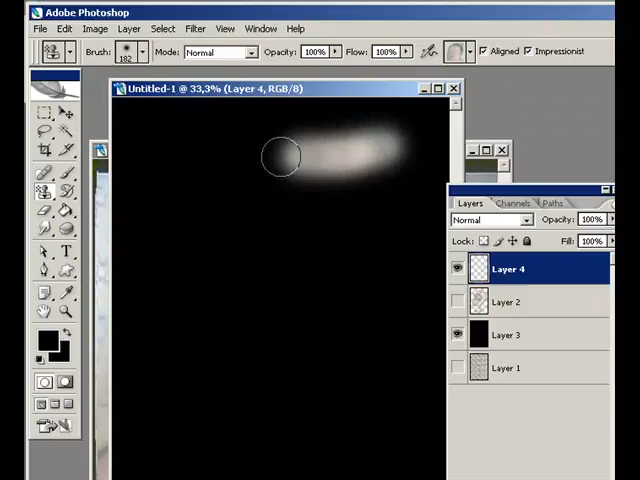 Adobe Photoshop
File Edit Image Layer Select Filter View Window Help
Brush: 182 Mode: Normal Opacity: 100% Flow: 100% Aligned Impressionist
Untitled-1 @ 33,3% (Layer 4, RGB/8)
Layers Channels Paths
Normal Opacity: 100%
Lock: Fill: 100%
Layer 4
Layer 2
Layer 3
Layer 1
T